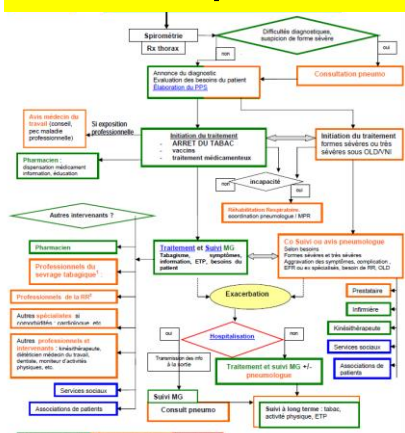 Spirométrie
Rx thorax
Difficultés diagnostiques,
suspicion de forme sévère
non
oui
Annonce du diagnostic
Evaluation des besoins du patient
Élaboration du PPS
Consultation pneumo
Avis médecin du
travail (conseil,
pec maladie
professionnelle)
Si exposition
professionnelle
Initiation du traitement
- ARRET DU TABAC
- vaccins
- traitement médicamenteux
Initiation du traitement
formes sévères ou très
sévères sous OLD/VNI
Pharmacien :
dispensation médicament
information, éducation
non
incapacité
oui
Réhabilitation Respiratoire,
coordination pneumologue / MPR
Autres intervenants ?
Pharmacien
Professionnels du
sevrage tabagique
Professionnels de la RR
Autres spécialistes si
comorbidités : cardiologue, etc
Autres professionnels et
intervenants : kinésithérapeute,
diététicien médecin du travail,
dentiste, moniteur d'activités
physiques, etc.
Services sociaux
Associations de patients
Traitement et Suivi MG
Tabagisme, symptômes,
information, ETP, besoins du
patient
Co Suivi ou avis pneumologue
Selon besoins
Formes sévères et très sévères
Aggravation des symptômes, complication,
EFR ou ex spécialisés, besoin de RR, OLD
Exacerbation
Prestataire
Infirmière
Kinésithérapeute
Services sociaux
Associations de
patients
oui
Hospitalisation
non
Transmission des info
à la sortie
Traitement et suivi MG +/-
pneumologue
Suivi MG
Consult pneumo
Suivi à long terme : tabac,
activité physique, ETP